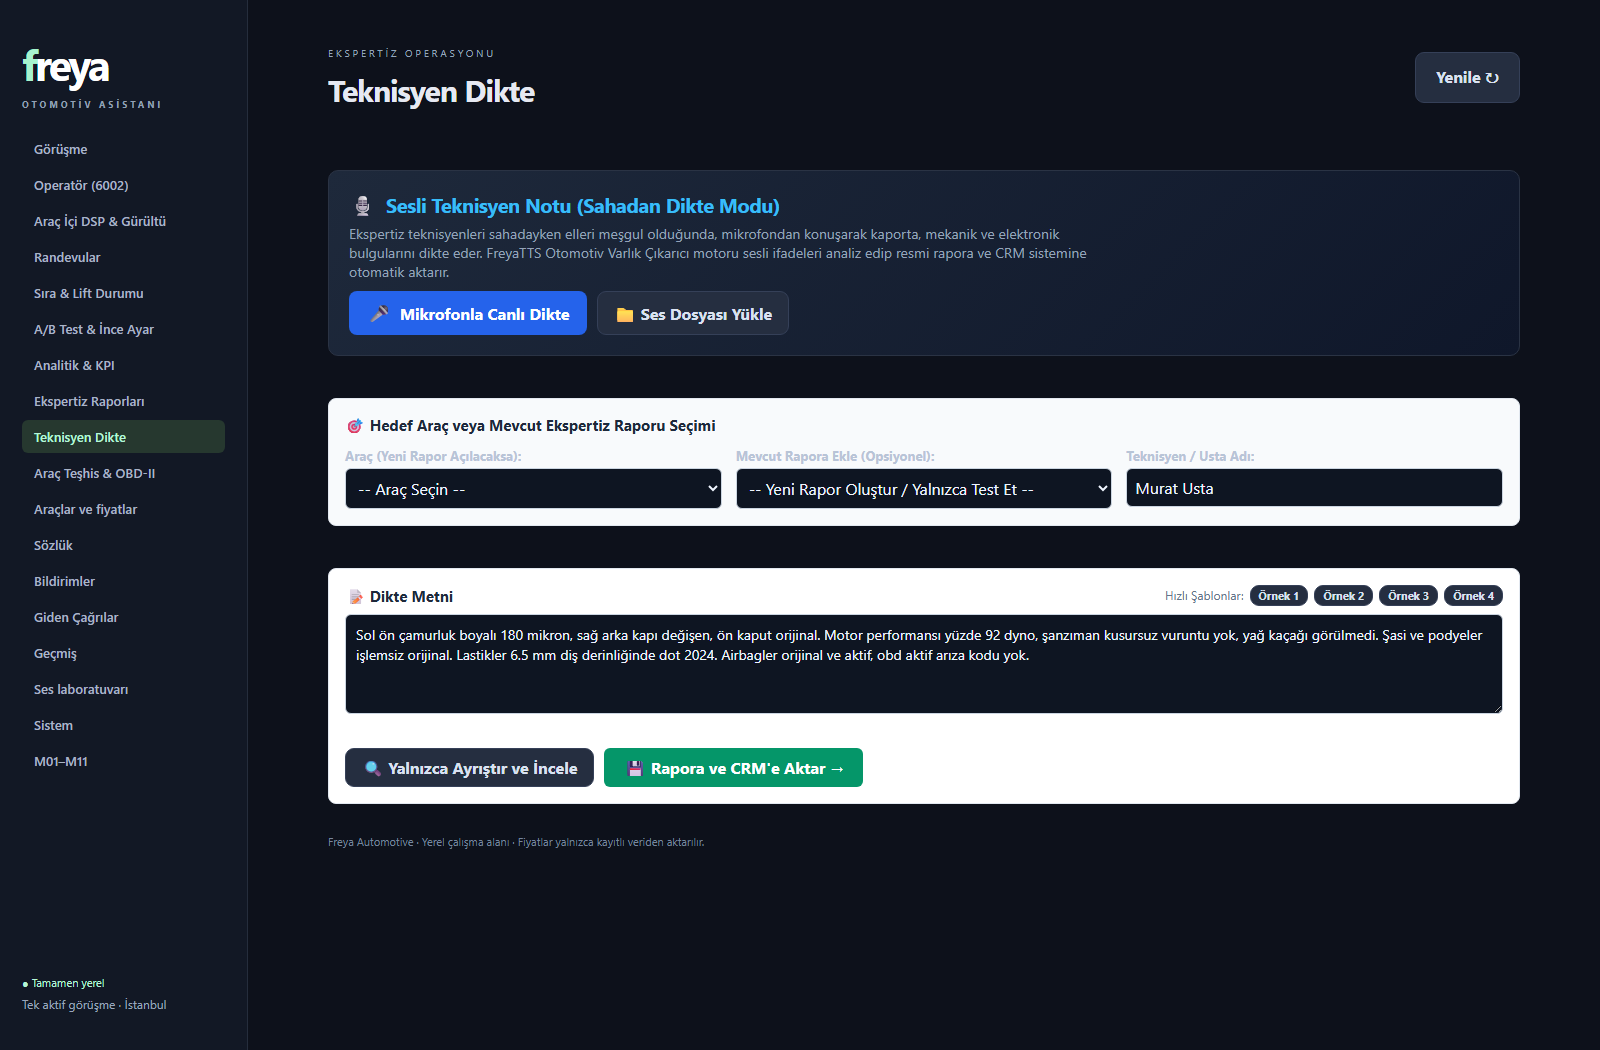 freya
OTOMOTİV ASİSTANI
Görüşme
Operatör (6002)
Araç İçi DSP & Gürültü
Randevular
Sıra & Lift Durumu
A/B Test & İnce Ayar
Analitik & KPI
Ekspertiz Raporları
Teknisyen Dikte
Araç Teşhis & OBD-II
Araçlar ve fiyatlar
Sözlük
Bildirimler
Giden Çağrılar
Geçmiş
Ses laboratuvarı
Sistem
M01–M11
● Tamamen yerel
Tek aktif görüşme · İstanbul
EKSPERTİZ OPERASYONU
Teknisyen Dikte
Yenile ↻
Sesli Teknisyen Notu (Sahadan Dikte Modu)
Ekspertiz teknisyenleri sahadayken elleri meşgul olduğunda, mikrofondan konuşarak kaporta, mekanik ve elektronik
bulgularını dikte eder. FreyaTTS Otomotiv Varlık Çıkarıcı motoru sesli ifadeleri analiz edip resmi rapora ve CRM sistemine
otomatik aktarır.
Mikrofonla Canlı Dikte
Ses Dosyası Yükle
Hedef Araç veya Mevcut Ekspertiz Raporu Seçimi
Araç (Yeni Rapor Açılacaksa):
-- Araç Seçin --
Mevcut Rapora Ekle (Opsiyonel):
-- Yeni Rapor Oluştur / Yalnızca Test Et --
Teknisyen / Usta Adı:
Murat Usta
Dikte Metni
Hızlı Şablonlar: Örnek 1 Örnek 2 Örnek 3 Örnek 4
Sol ön çamurluk boyalı 180 mikron, sağ arka kapı değişen, ön kaput orijinal. Motor performansı yüzde 92 dyno, şanzıman kusursuz vuruntu yok, yağ kaçağı görülmedi. Şasi ve podyeler
işlemsiz orijinal. Lastikler 6.5 mm diş derinliğinde dot 2024. Airbagler orijinal ve aktif, obd aktif arıza kodu yok.
Yalnızca Ayrıştır ve İncele
Rapora ve CRM'e Aktar →
Freya Automotive · Yerel çalışma alanı · Fiyatlar yalnızca kayıtlı veriden aktarılır.